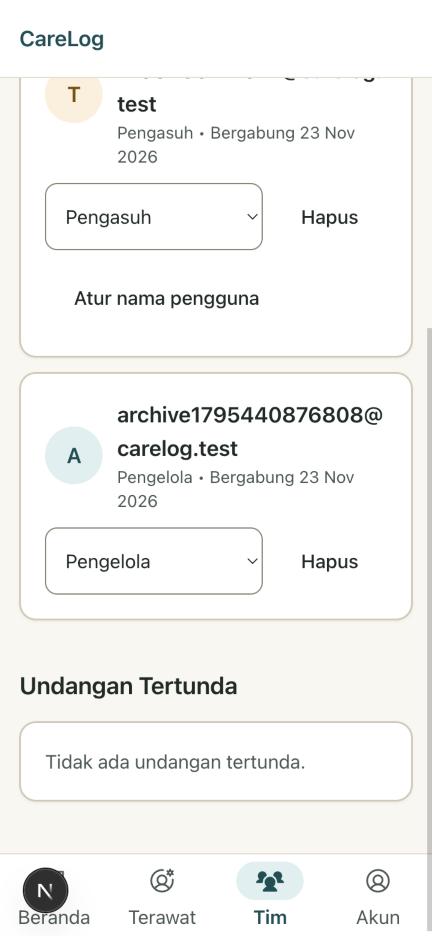 CareLog
T
test
Pengasuh • Bergabung 23 Nov
2026
Pengasuh
Hapus
Atur nama pengguna
A
archive1795440876808@
carelog.test
Pengelola • Bergabung 23 Nov
2026
Pengelola
Hapus
Undangan Tertunda
Tidak ada undangan tertunda.
N
Beranda
Terawat
Tim
Akun